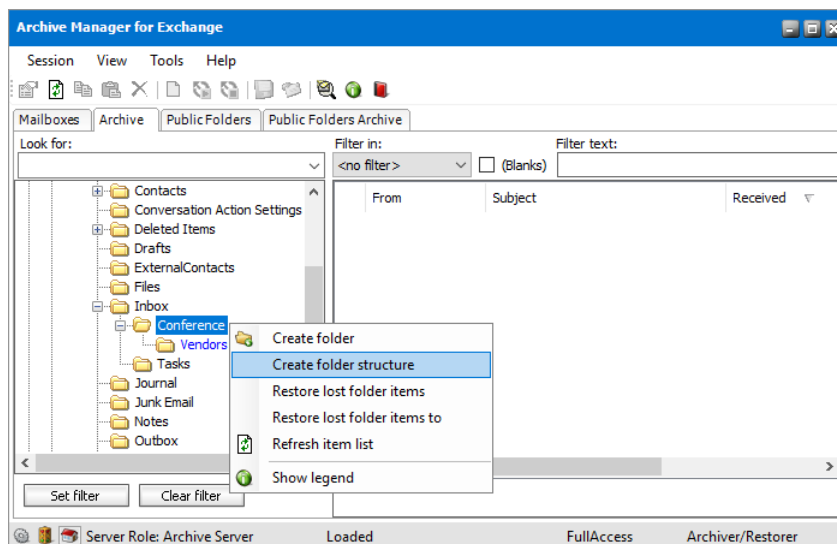 Archive Manager for Exchange
Session View Tools Help
Mailboxes Archive Public Folders Public Folders Archive
Look for: Filter in: Filter text:
<no filter> (Blanks)
From Subject Received
Contacts
Conversation Action Settings
Deleted Items
Drafts
ExternalContacts
Files
Inbox
Conference
Vendors
Tasks
Journal
Junk Email
Notes
Outbox
Create folder
Create folder structure
Restore lost folder items
Restore lost folder items to
Refresh item list
Show legend
Set filter Clear filter
Server Role: Archive Server Loaded FullAccess Archiver/Restorer